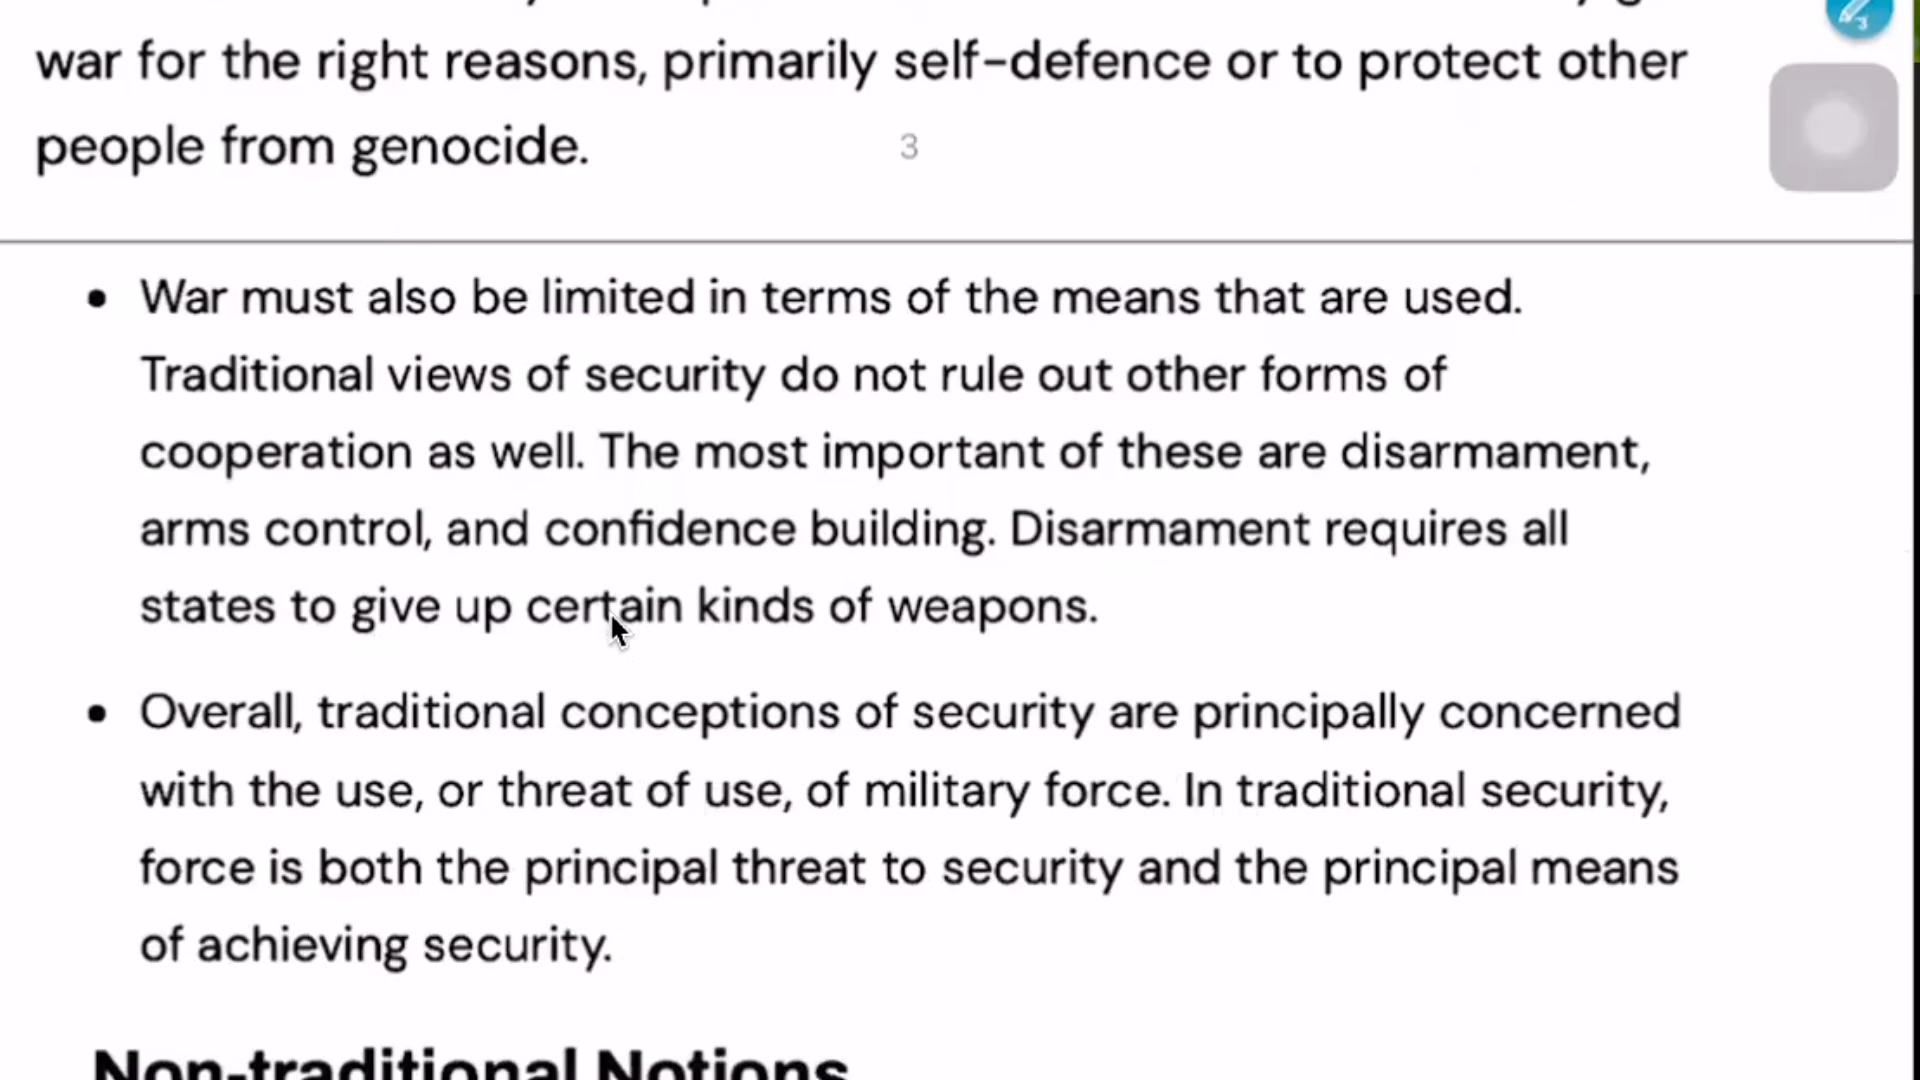 war for the right reasons, primarily self-defence or to protect other
people from genocide.
3
• War must also be limited in terms of the means that are used.
Traditional views of security do not rule out other forms of
cooperation as well. The most important of these are disarmament,
arms control, and confidence building. Disarmament requires all
states to give up certain kinds of weapons.
• Overall, traditional conceptions of security are principally concerned
with the use, or threat of use, of military force. In traditional security,
force is both the principal threat to security and the principal means
of achieving security.
Non-traditional Notions